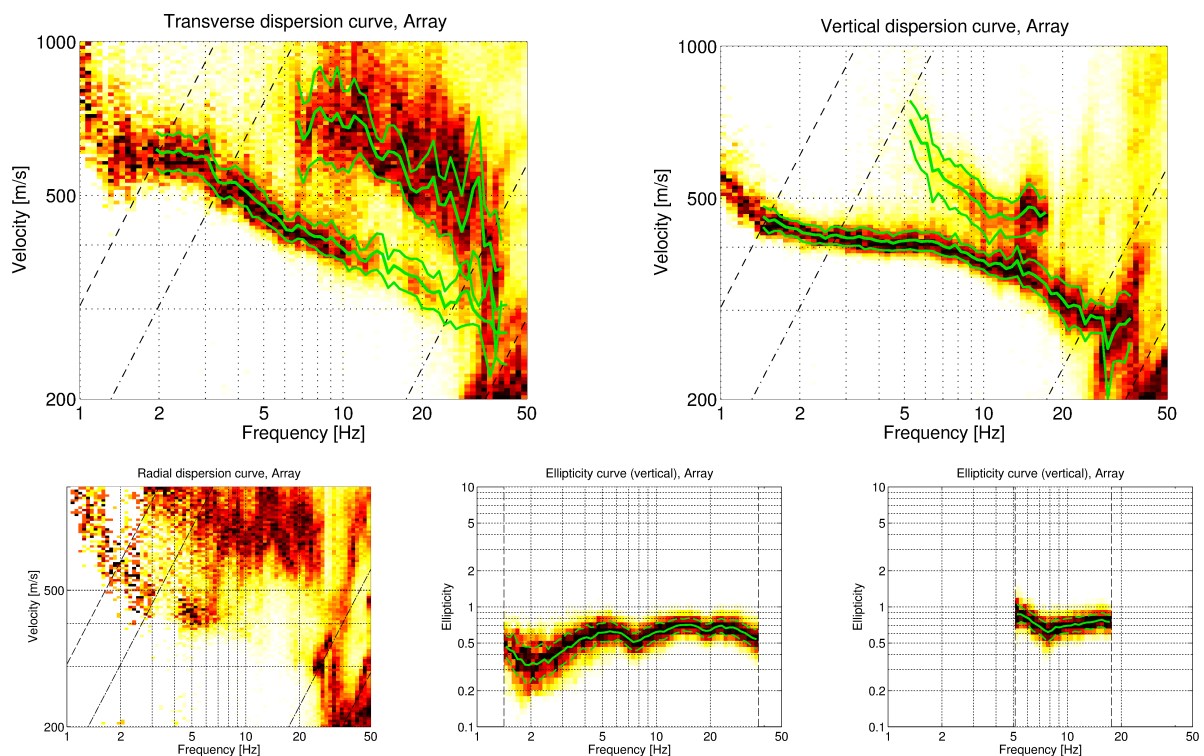 Transverse dispersion curve, Array
1000
500
200
Velocity [m/s]
1 2 5 10 20 50
Frequency [Hz]
Vertical dispersion curve, Array
1000
500
200
Velocity [m/s]
1 2 5 10 20 50
Frequency [Hz]
Radial dispersion curve, Array
500
200
Velocity [m/s]
1 2 5 10 20 50
Frequency [Hz]
Ellipticity curve (vertical), Array
10
5
2
1
0.5
0.2
0.1
Ellipticity
1 2 5 10 20 50
Frequency [Hz]
Ellipticity curve (vertical), Array
10
5
2
1
0.5
0.2
0.1
Ellipticity
1 2 5 10 20 50
Frequency [Hz]